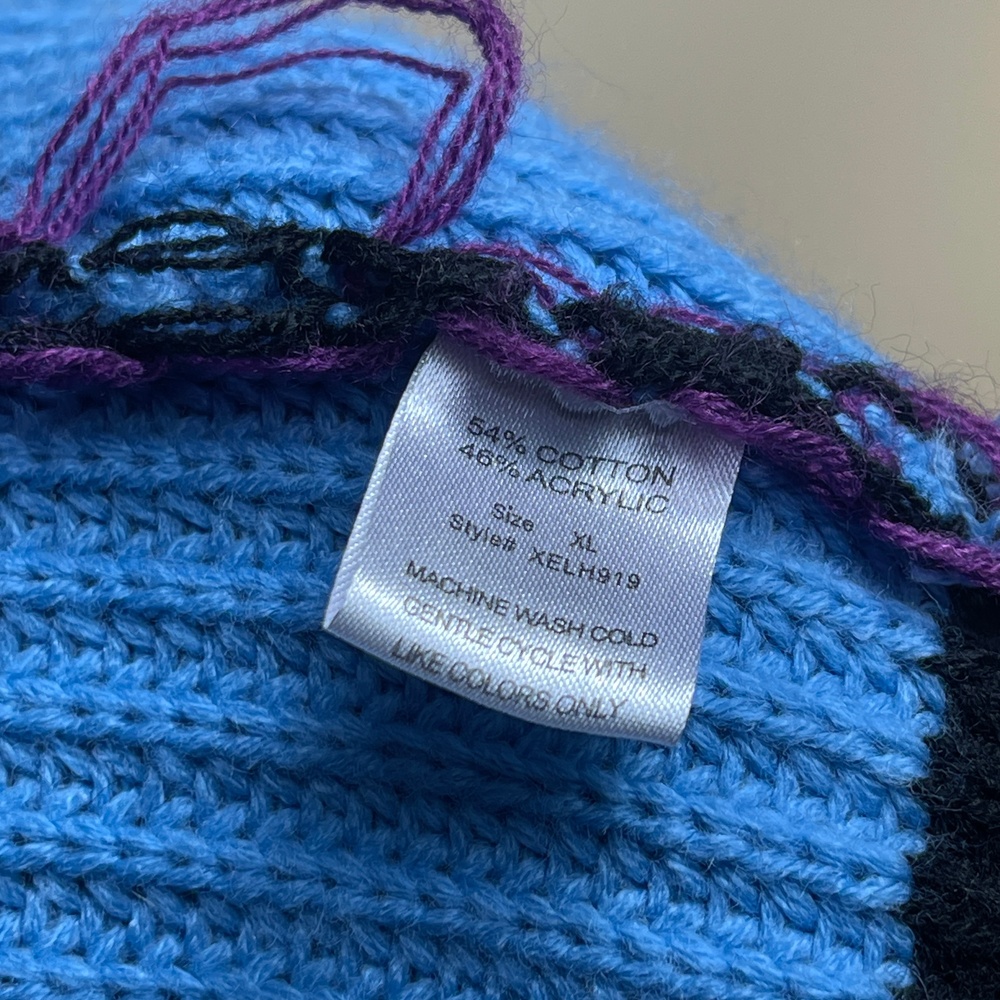 54% COTTON
46% ACRYLIC
Size XL
Style# XELH919
MACHINE WASH COLD
GENTLE CYCLE WITH
LIKE COLORS ONLY